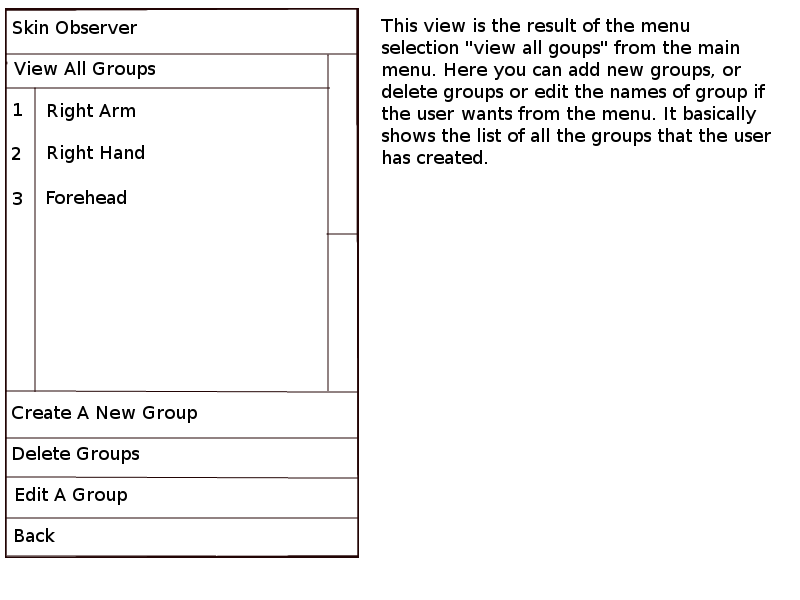 Skin Observer
View All Groups
1 Right Arm
2 Right Hand
3 Forehead
Create A New Group
Delete Groups
Edit A Group
Back
This view is the result of the menu
selection "view all goups" from the main
menu. Here you can add new groups, or
delete groups or edit the names of group if
the user wants from the menu. It basically
shows the list of all the groups that the user
has created.